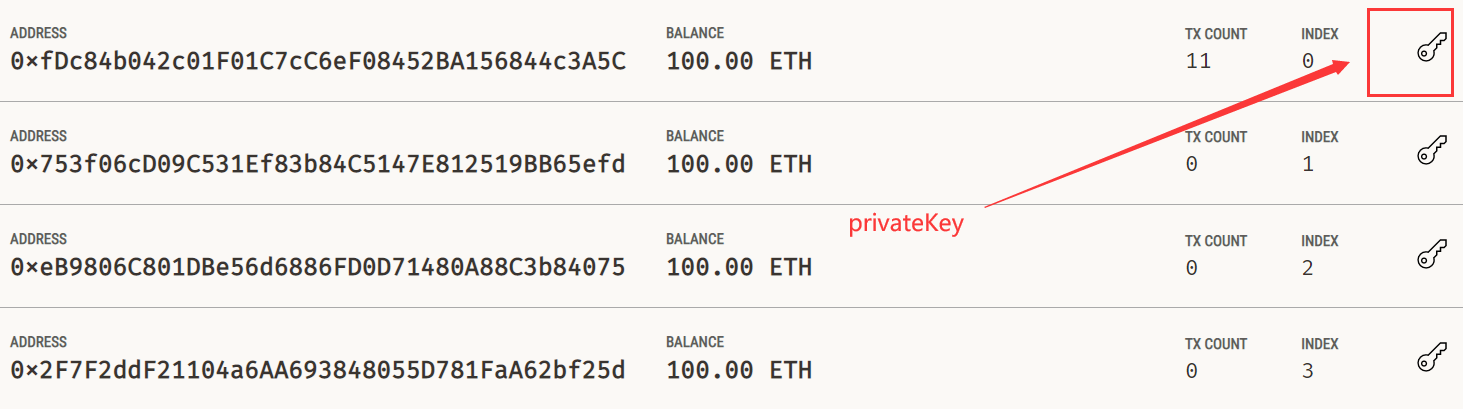 ADDRESS BALANCE TX COUNT INDEX
0xfDc84b042c01F01C7cC6eF08452BA156844c3A5C 100.00 ETH 11 0
ADDRESS BALANCE TX COUNT INDEX
0x753f06cD09C531Ef83b84C5147E812519BB65efd 100.00 ETH 0 1
privateKey
ADDRESS BALANCE TX COUNT INDEX
0xeB9806C801DBe56d6886FD0D71480A88C3b84075 100.00 ETH 0 2
ADDRESS BALANCE TX COUNT INDEX
0x2F7F2ddF21104a6AA693848055D781FaA62bf25d 100.00 ETH 0 3